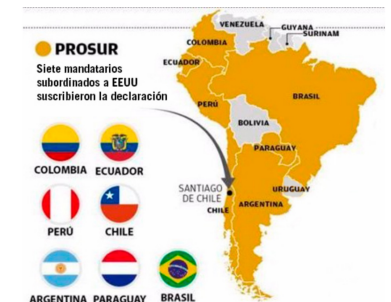 PROSUR
Siete mandatarios
subordinados a EEUU
suscribieron la declaración
COLOMBIA ECUADOR
PERÚ CHILE
ARGENTINA PARAGUAY BRASIL
VENEZUELA
GUYANA
SURINAM
COLOMBIA
ECUADOR
PERÚ
BRASIL
BOLIVIA
PARAGUAY
SANTIAGO
DE CHILE
CHILE
URUGUAY
ARGENTINA